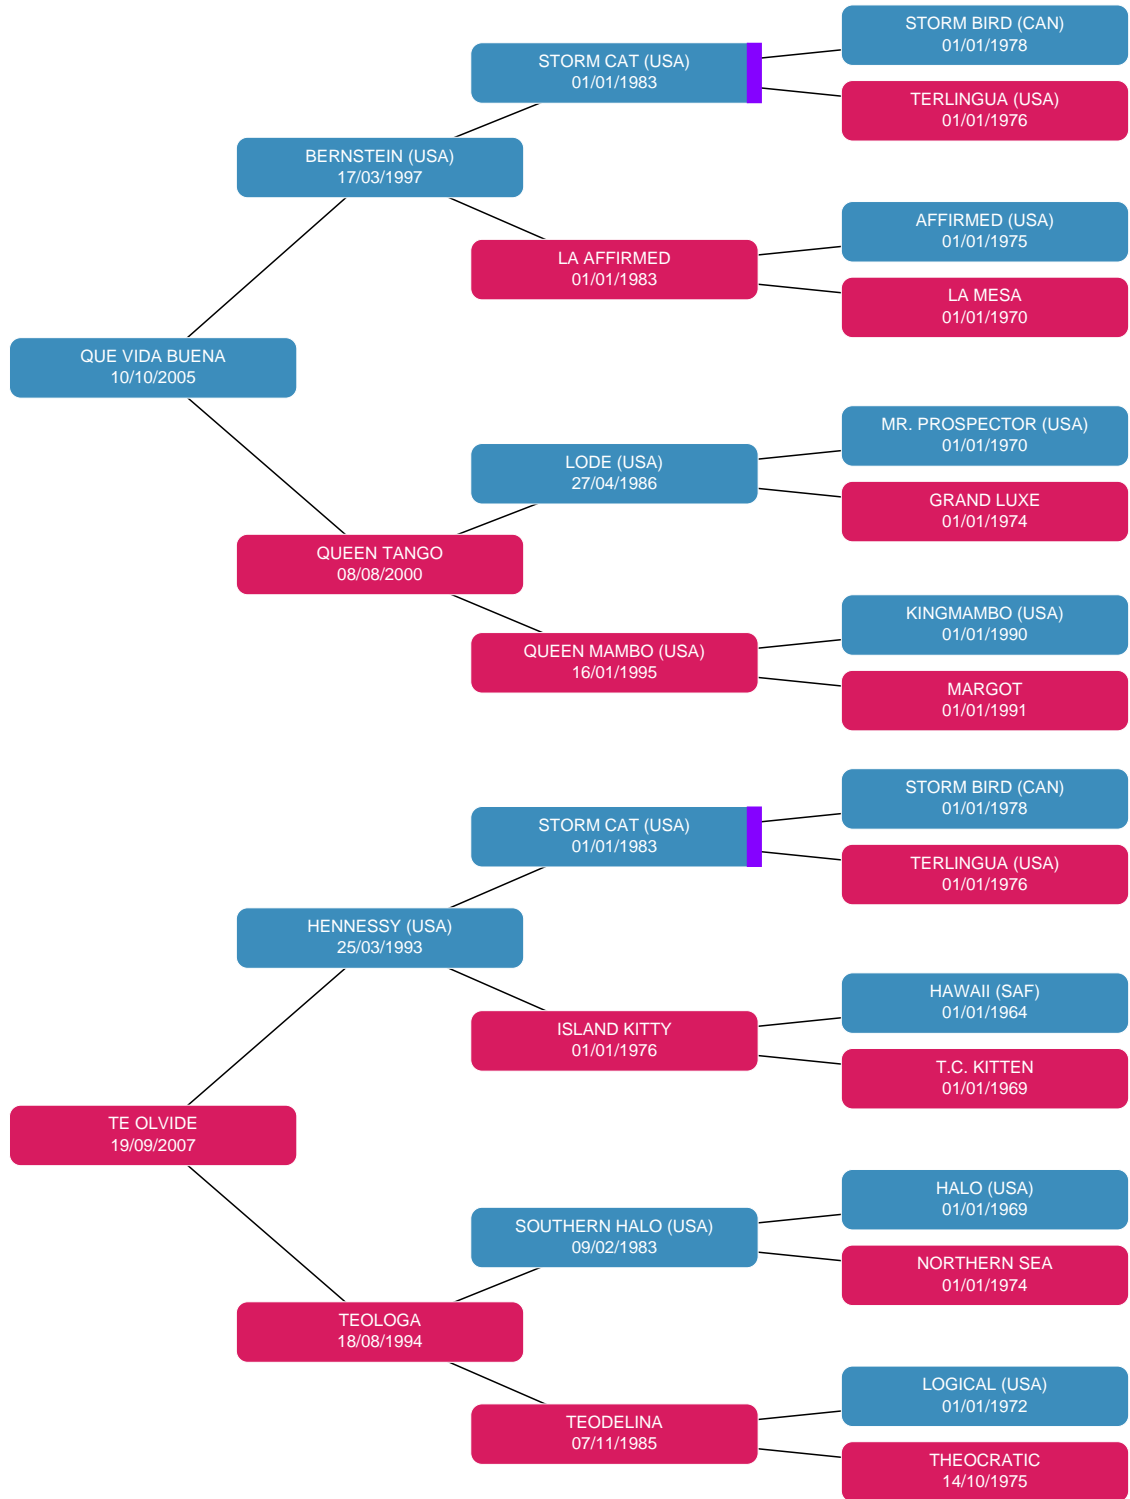 STORM BIRD (CAN)
01/01/1978
STORM CAT (USA)
01/01/1983
TERLINGUA (USA)
01/01/1976
BERNSTEIN (USA)
17/03/1997
AFFIRMED (USA)
01/01/1975
LA AFFIRMED
01/01/1983
LA MESA
01/01/1970
QUE VIDA BUENA
10/10/2005
MR. PROSPECTOR (USA)
01/01/1970
LODE (USA)
27/04/1986
GRAND LUXE
01/01/1974
QUEEN TANGO
08/08/2000
KINGMAMBO (USA)
01/01/1990
QUEEN MAMBO (USA)
16/01/1995
MARGOT
01/01/1991
STORM BIRD (CAN)
01/01/1978
STORM CAT (USA)
01/01/1983
TERLINGUA (USA)
01/01/1976
HENNESSY (USA)
25/03/1993
HAWAII (SAF)
01/01/1964
ISLAND KITTY
01/01/1976
T.C. KITTEN
01/01/1969
TE OLVIDE
19/09/2007
HALO (USA)
01/01/1969
SOUTHERN HALO (USA)
09/02/1983
NORTHERN SEA
01/01/1974
TEOLOGA
18/08/1994
LOGICAL (USA)
01/01/1972
TEODELINA
07/11/1985
THEOCRATIC
14/10/1975